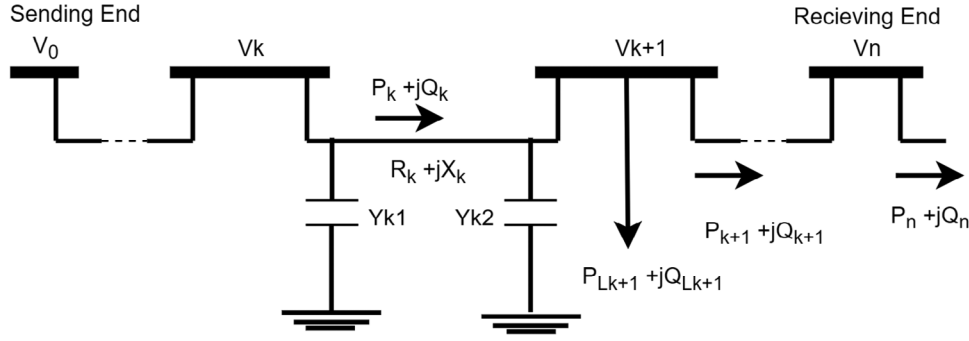 Sending End
Recieving End
V0
Vk
Vk+1
Vn
Pk +jQk
Rk +jXk
Yk1
Yk2
Pk+1 +jQk+1
Pn +jQn
PLk+1 +jQLk+1